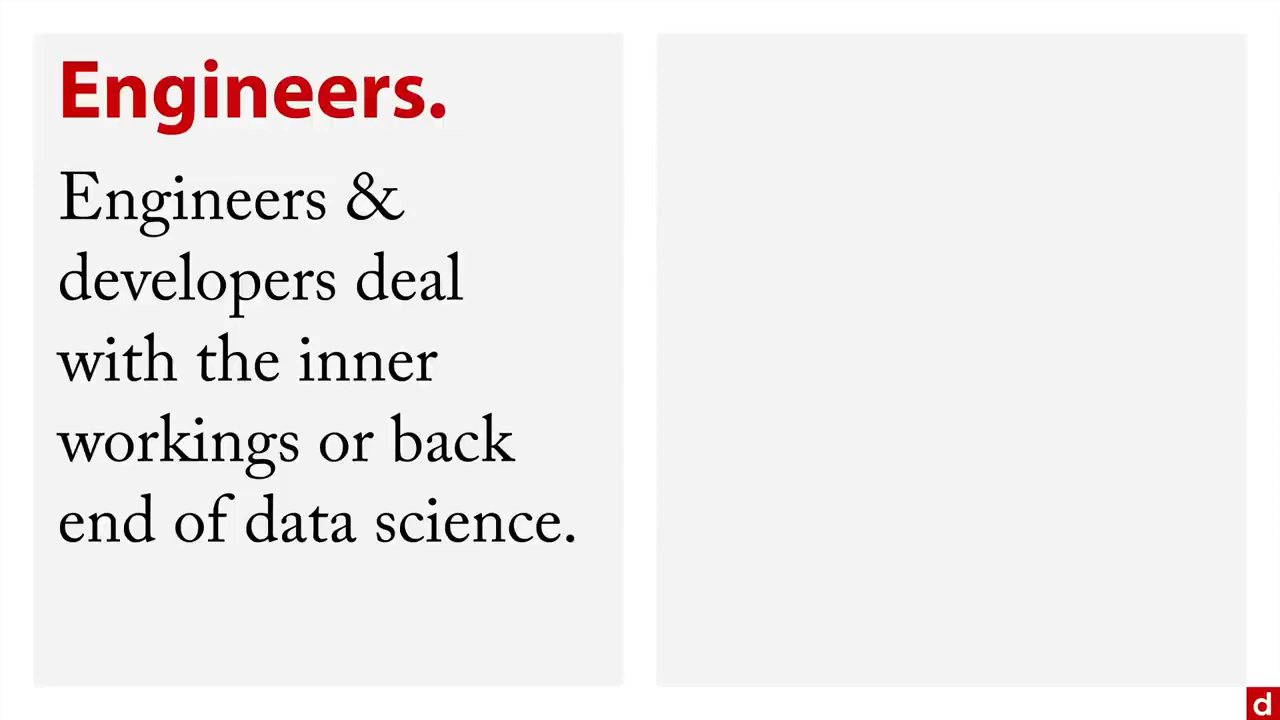 Engineers.
Engineers &
developers deal
with the inner
workings or back
end of data science.
d